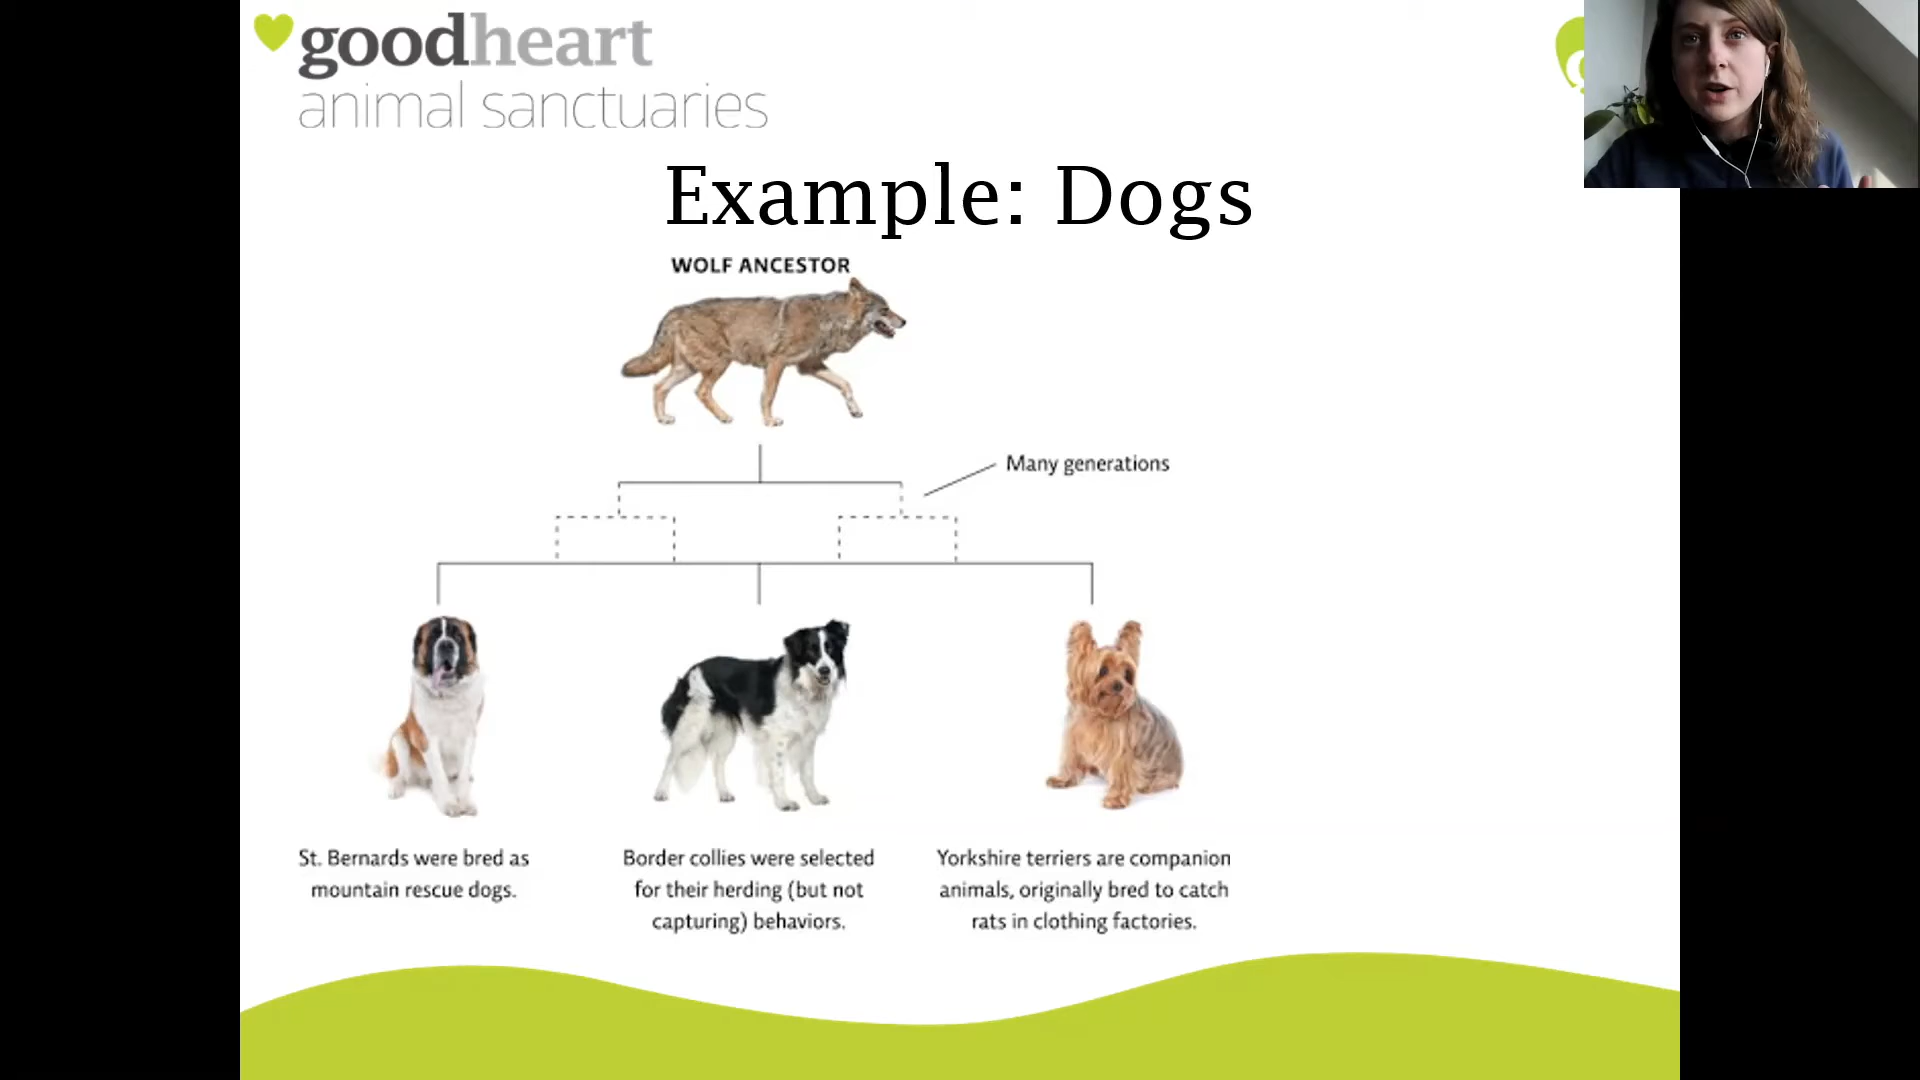 goodheart
animal sanctuaries
Example: Dogs
WOLF ANCESTOR
Many generations
St. Bernards were bred as
mountain rescue dogs.
Border collies were selected
for their herding (but not
capturing) behaviors.
Yorkshire terriers are companion
animals, originally bred to catch
rats in clothing factories.